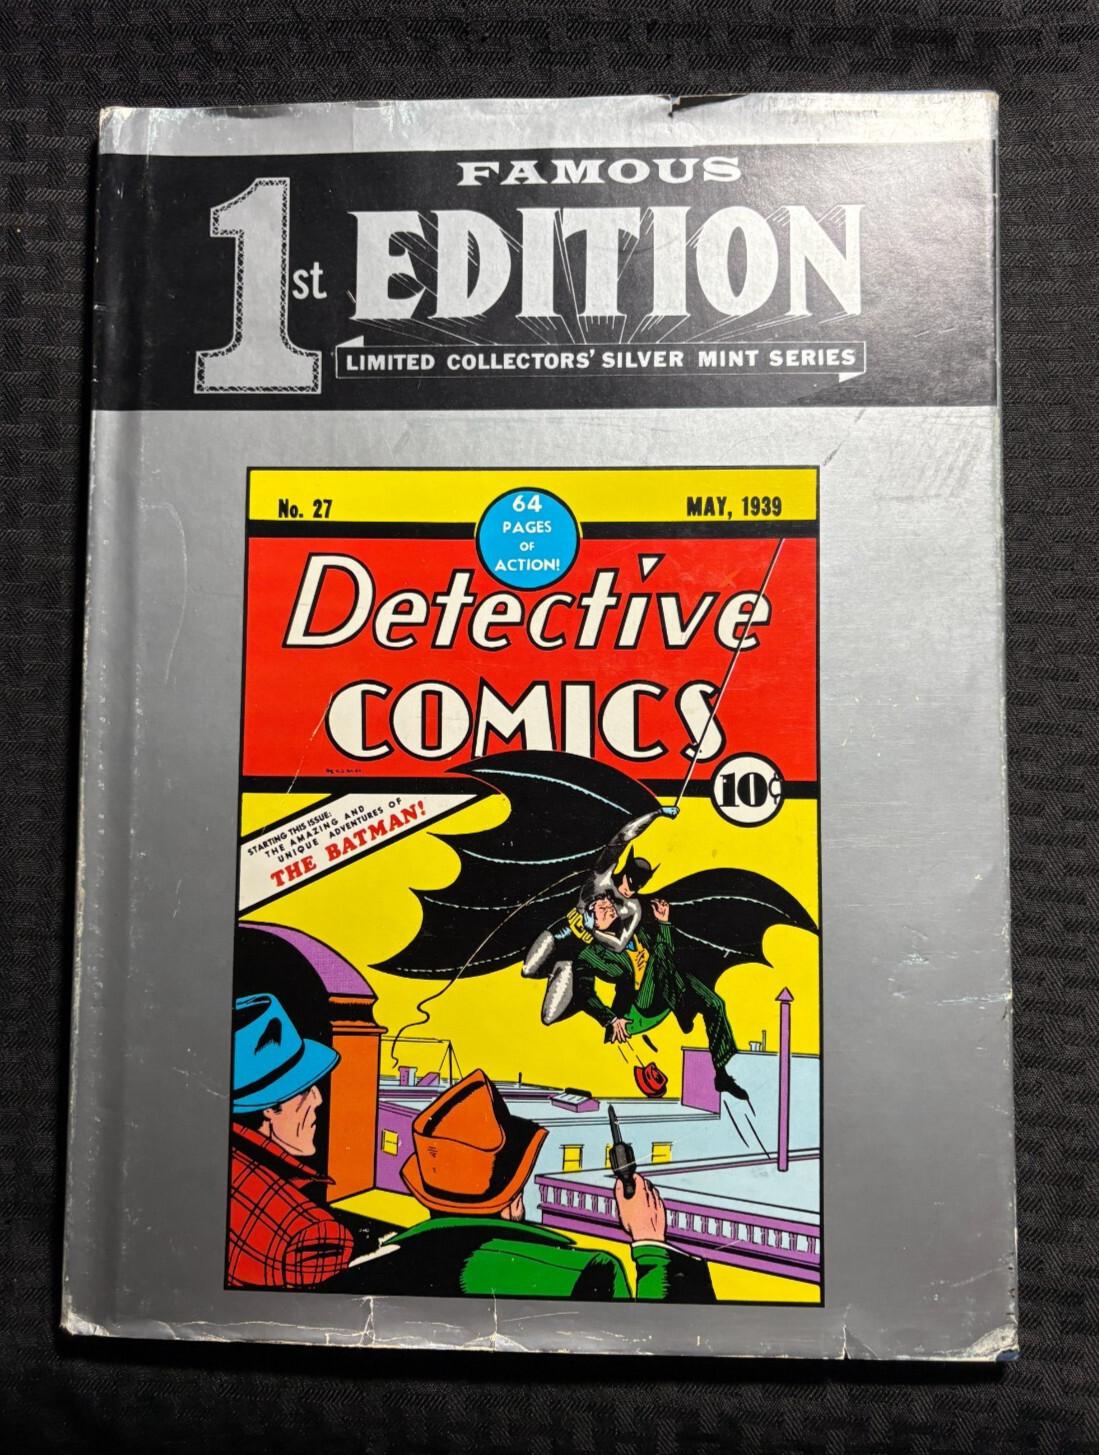 FAMOUS
1st EDITION
LIMITED COLLECTORS' SILVER MINT SERIES
No. 27
64
PAGES
OF
ACTION!
MAY, 1939
Detective
COMICS
10¢
STARTING THIS ISSUE:
THE AMAZING AND
UNIQUE ADVENTURES OF
THE BATMAN!